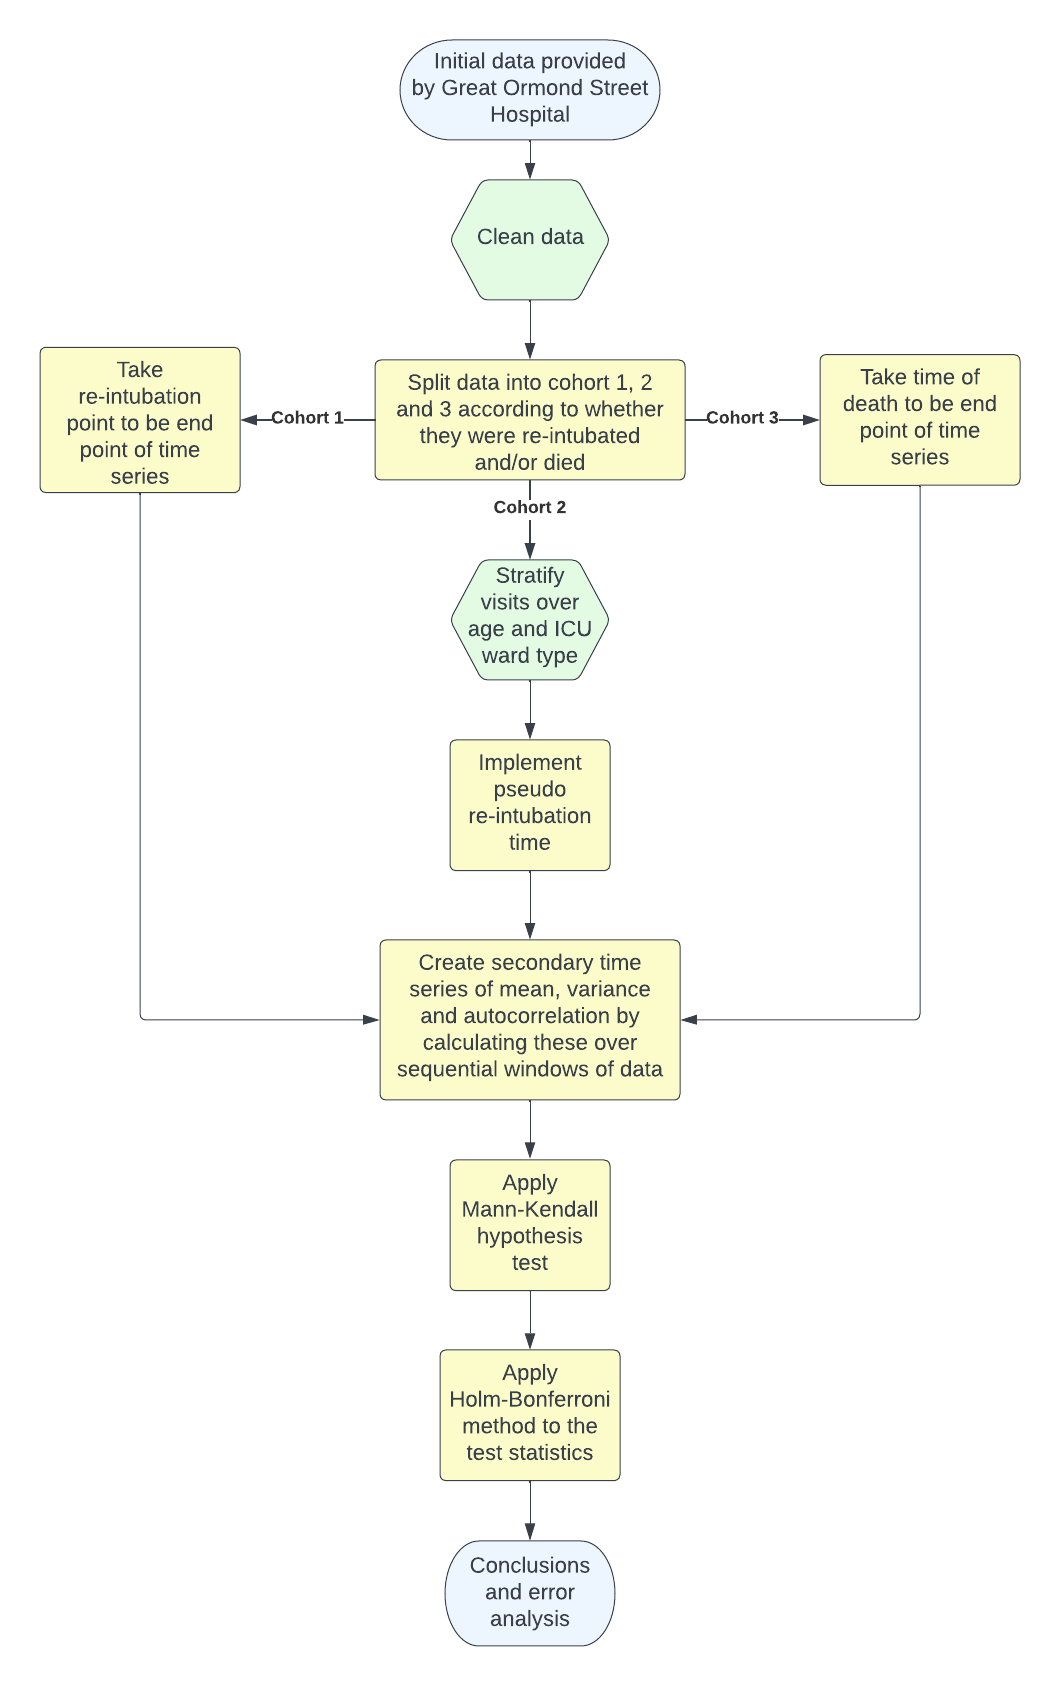 Initial data provided
by Great Ormond Street
Hospital
Clean data
Take
re-intubation
point to be end
point of time
series
Cohort 1
Split data into cohort 1, 2
and 3 according to whether
they were re-intubated
and/or died
Cohort 3
Take time of
death to be end
point of time
series
Cohort 2
Stratify
visits over
age and ICU
ward type
Implement
pseudo
re-intubation
time
Create secondary time
series of mean, variance
and autocorrelation by
calculating these over
sequential windows of data
Apply
Mann-Kendall
hypothesis
test
Apply
Holm-Bonferroni
method to the
test statistics
Conclusions
and error
analysis